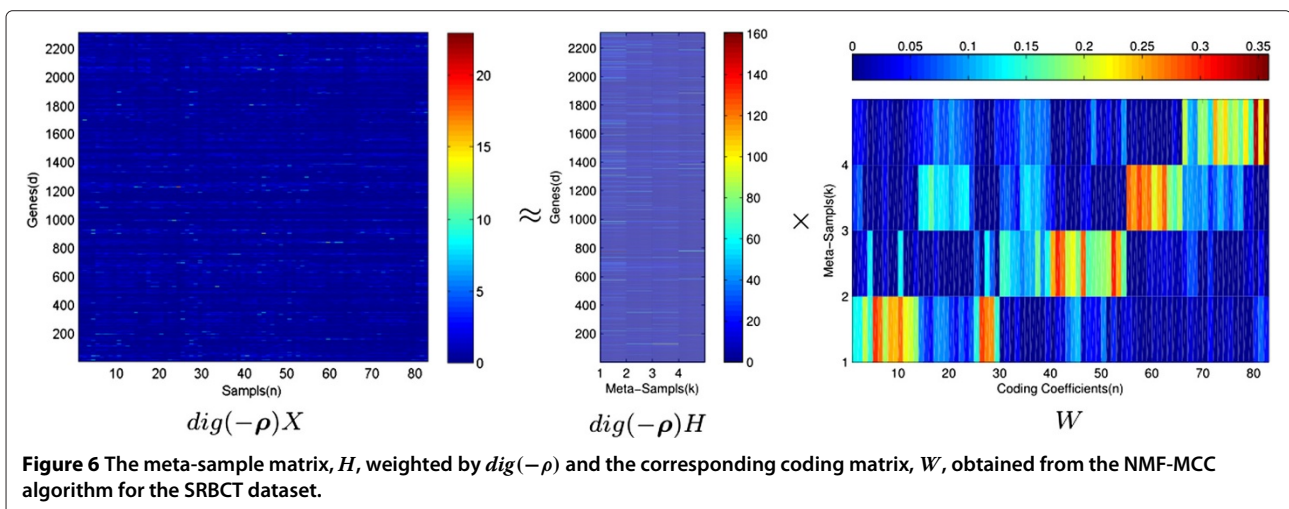 2200
2000
1800
1600
1400
1200
1000
800
600
400
200
Genes(d)
10 20 30 40 50 60 70 80
Sampls(n)
20
15
10
5
0
dig(−ρ)X
≈
2200
2000
1800
1600
1400
1200
1000
800
600
400
200
Genes(d)
1 2 3 4
Meta−Sampls(k)
160
140
120
100
80
60
40
20
0
dig(−ρ)H
×
0 0.05 0.1 0.15 0.2 0.25 0.3 0.35
4
3
2
1
Meta−Sampls(k)
10 20 30 40 50 60 70 80
Coding Coefficients(n)
W
Figure 6 The meta-sample matrix, H, weighted by dig(−ρ) and the corresponding coding matrix, W, obtained from the NMF-MCC
algorithm for the SRBCT dataset.